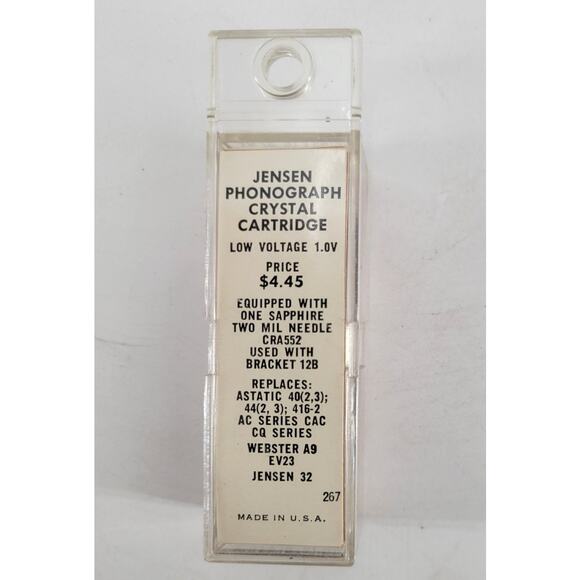 JENSEN
PHONOGRAPH
CRYSTAL
CARTRIDGE
LOW VOLTAGE 1.0V
PRICE
$4.45
EQUIPPED WITH
ONE SAPPHIRE
TWO MIL NEEDLE
CRA552
USED WITH
BRACKET 12B
REPLACES:
ASTATIC 40(2,3);
44(2, 3); 416-2
AC SERIES CAC
CQ SERIES
WEBSTER A9
EV23
JENSEN 32
267
MADE IN U.S.A.